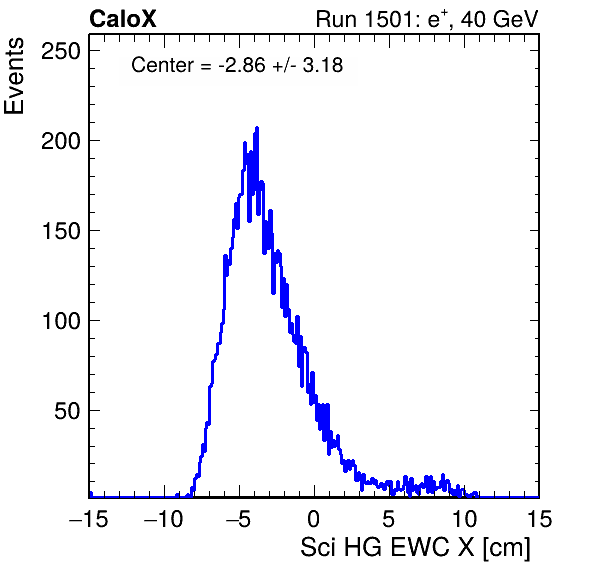 CaloX Run 1501: e⁺, 40 GeV
Center = -2.86 +/- 3.18
Events
250
200
150
100
50
−15 −10 −5 0 5 10 15
Sci HG EWC X [cm]